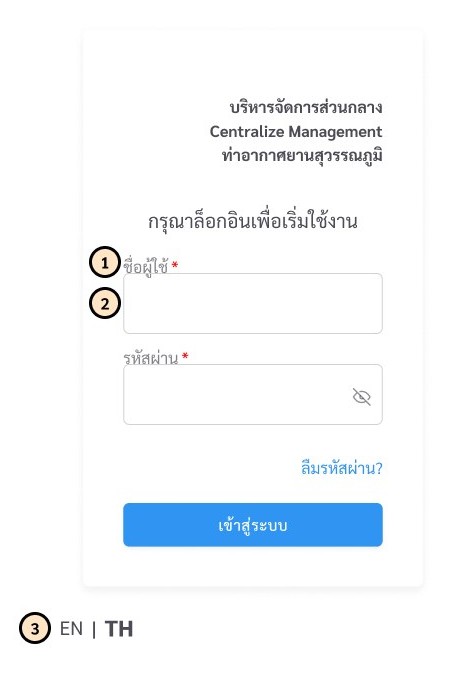 บริหารจัดการส่วนกลาง
Centralize Management
ท่าอากาศยานสุวรรณภูมิ
กรุณาล็อกอินเพื่อเริ่มใช้งาน
1 ชื่อผู้ใช้ *
2
รหัสผ่าน *
ลืมรหัสผ่าน?
เข้าสู่ระบบ
3 EN | TH